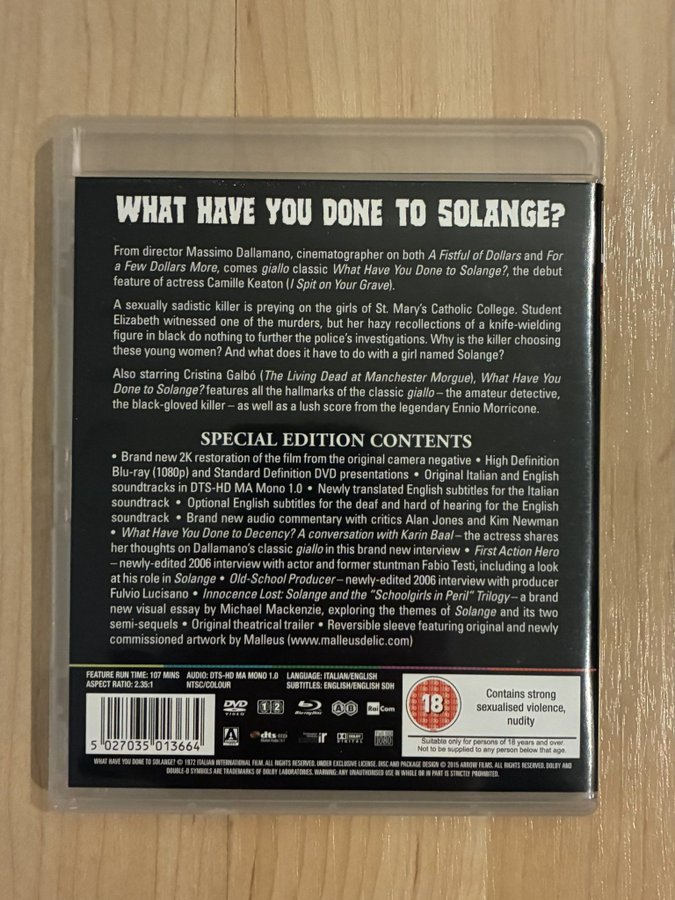 WHAT HAVE YOU DONE TO SOLANGE?
From director Massimo Dallamano, cinematographer on both A Fistful of Dollars and For
a Few Dollars More, comes giallo classic What Have You Done to Solange?, the debut
feature of actress Camille Keaton (I Spit on Your Grave).
A sexually sadistic killer is preying on the girls of St. Mary's Catholic College. Student
Elizabeth witnessed one of the murders, but her hazy recollections of a knife-wielding
figure in black do nothing to further the police's investigations. Why is the killer choosing
these young women? And what does it have to do with a girl named Solange?
Also starring Cristina Galbó (The Living Dead at Manchester Morgue), What Have You
Done to Solange? features all the hallmarks of the classic giallo – the amateur detective,
the black-gloved killer – as well as a lush score from the legendary Ennio Morricone.
SPECIAL EDITION CONTENTS
• Brand new 2K restoration of the film from the original camera negative • High Definition
Blu-ray (1080p) and Standard Definition DVD presentations • Original Italian and English
soundtracks in DTS-HD MA Mono 1.0 • Newly translated English subtitles for the Italian
soundtrack • Optional English subtitles for the deaf and hard of hearing for the English
soundtrack • Brand new audio commentary with critics Alan Jones and Kim Newman
• What Have You Done to Decency? A conversation with Karin Baal – the actress shares
her thoughts on Dallamano's classic giallo in this brand new interview • First Action Hero
– newly-edited 2006 interview with actor and former stuntman Fabio Testi, including a look
at his role in Solange • Old-School Producer – newly-edited 2006 interview with producer
Fulvio Lucisano • Innocence Lost: Solange and the "Schoolgirls in Peril" Trilogy – a brand
new visual essay by Michael Mackenzie, exploring the themes of Solange and its two
semi-sequels • Original theatrical trailer • Reversible sleeve featuring original and newly
commissioned artwork by Malleus (www.malleusdelic.com)
FEATURE RUN TIME: 107 MINS AUDIO: DTS-HD MA MONO 1.0 LANGUAGE: ITALIAN/ENGLISH
ASPECT RATIO: 2.35:1 NTSC/COLOUR SUBTITLES: ENGLISH/ENGLISH SDH
DVD VIDEO 1 2 Blu-ray Disc A B Rai Com
ARROW dts-HD ir DOLBY DIGITAL HD 1080
5 027035 013664
18
Contains strong
sexualised violence,
nudity
Suitable only for persons of 18 years and over.
Not to be supplied to any person below that age.
WHAT HAVE YOU DONE TO SOLANGE? © 1972 ITALIAN INTERNATIONAL FILM. ALL RIGHTS RESERVED. UNDER EXCLUSIVE LICENSE. DISC AND PACKAGE DESIGN © 2015 ARROW FILMS. ALL RIGHTS RESERVED. DOLBY AND
DOUBLE-D SYMBOLS ARE TRADEMARKS OF DOLBY LABORATORIES. WARNING: ANY UNAUTHORISED USE IN WHOLE OR IN PART IS STRICTLY PROHIBITED.